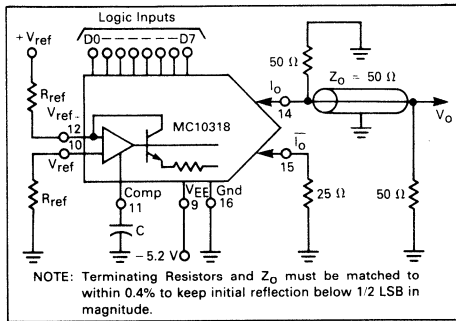 Logic Inputs
+ Vref
D0 – – – – – – D7
50 Ω
Zo = 50 Ω
Rref
Io
Vref–
12
14
Vo
MC10318
10
Vref
Io
15
Rref
Comp
VEE
Gnd
11
9
16
25 Ω
50 Ω
C
– 5.2 V
NOTE: Terminating Resistors and Zo must be matched to
within 0.4% to keep initial reflection below 1/2 LSB in
magnitude.